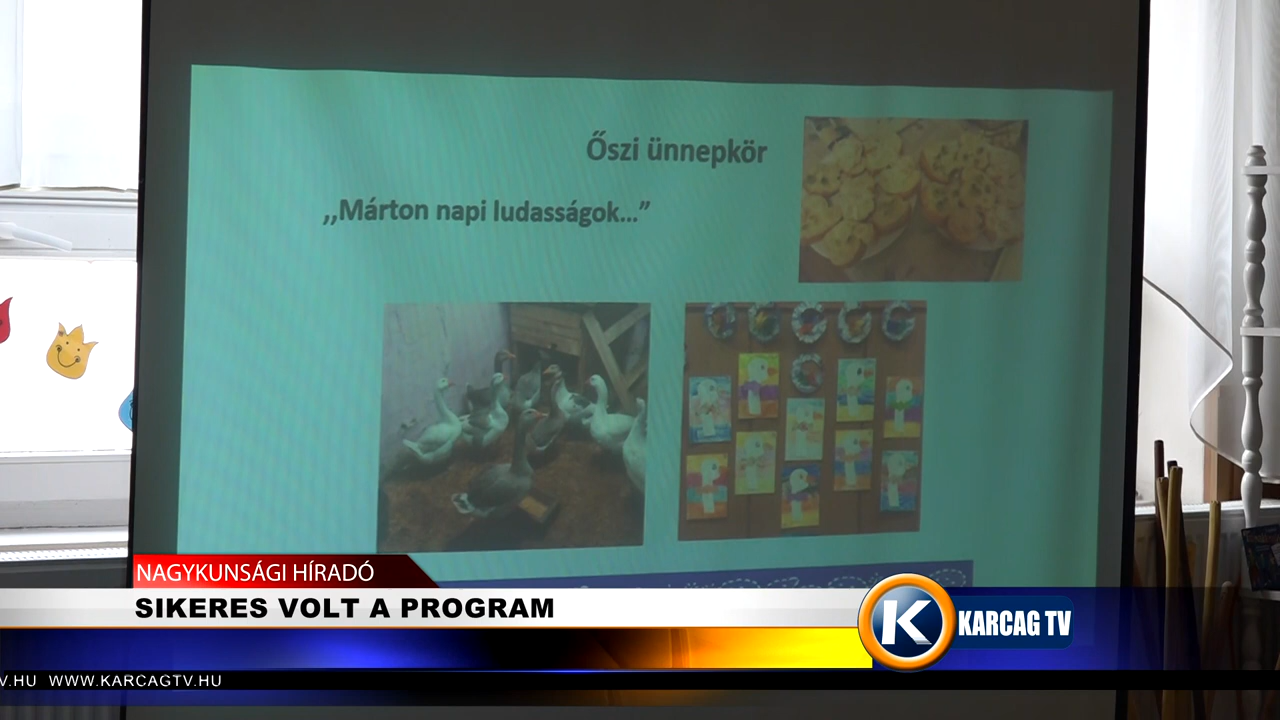 Őszi ünnepkör
,,Márton napi ludasságok...”
NAGYKUNSÁGI HÍRADÓ
SIKERES VOLT A PROGRAM
K KARCAG TV
V.HU WWW.KARCAGTV.HU